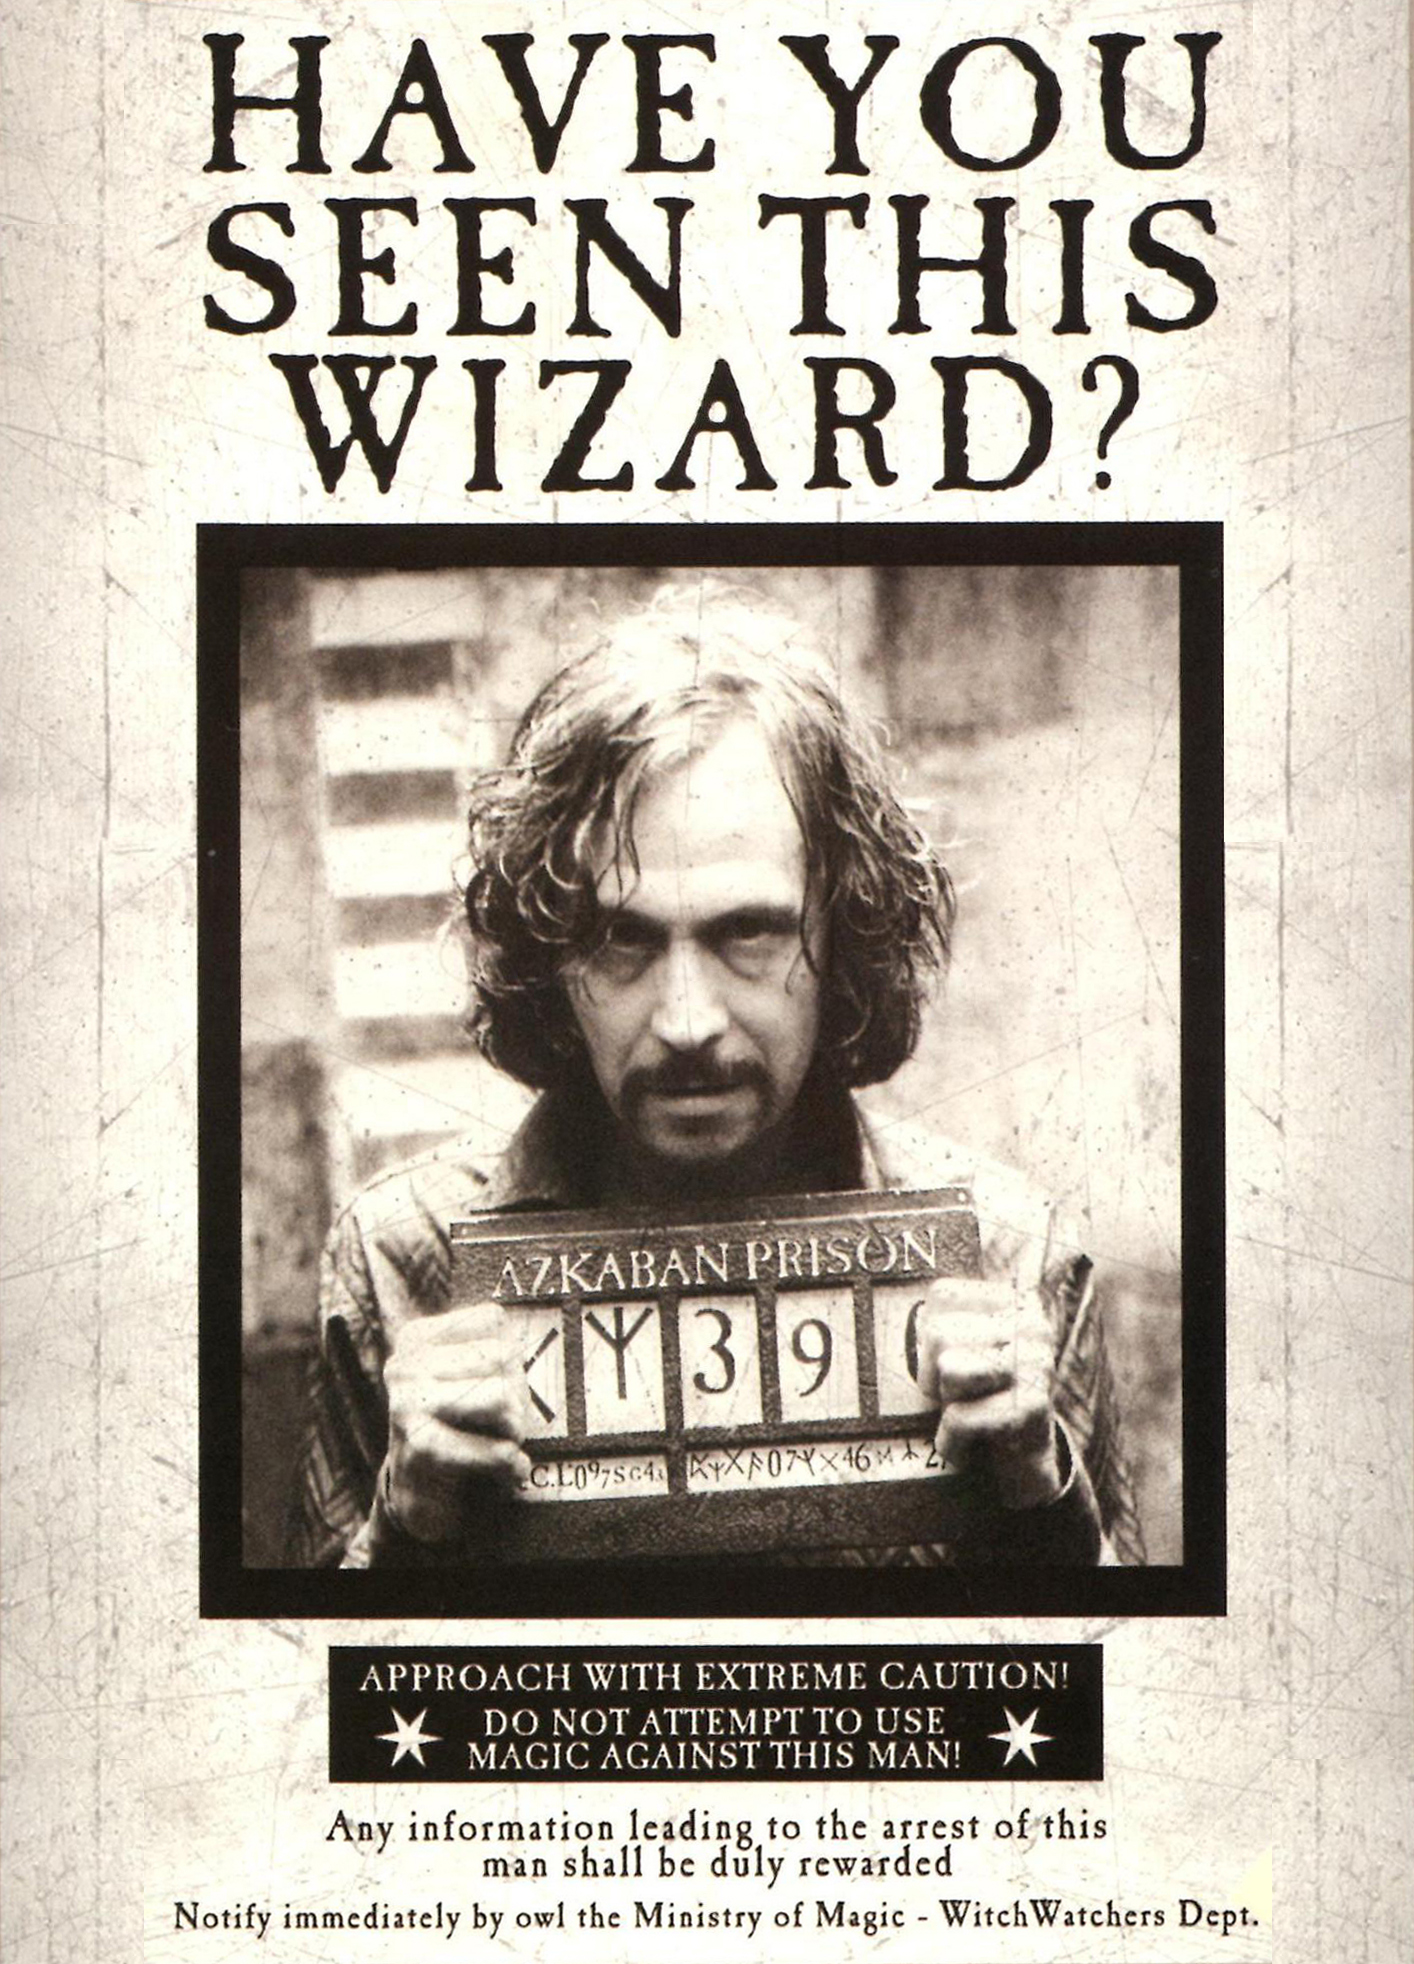 HAVE YOU
SEEN THIS
WIZARD?
AZKABAN PRISON
390
APPROACH WITH EXTREME CAUTION!
DO NOT ATTEMPT TO USE
MAGIC AGAINST THIS MAN!
Any information leading to the arrest of this
man shall be duly rewarded
Notify immediately by owl the Ministry of Magic - WitchWatchers Dept.